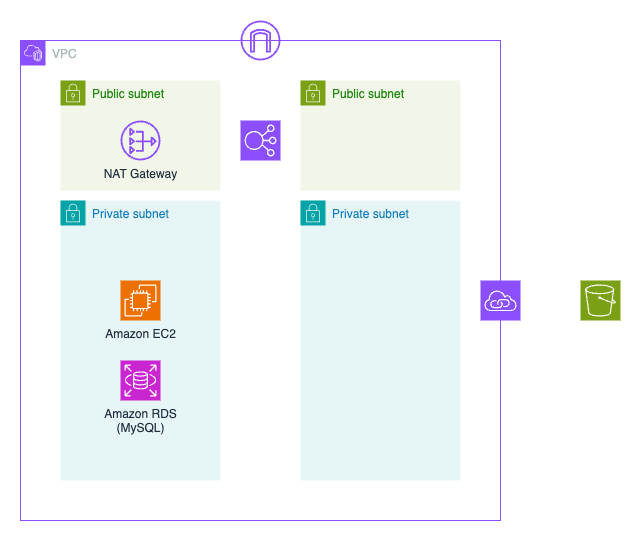 VPC
Public subnet
Public subnet
NAT Gateway
Private subnet
Private subnet
Amazon EC2
Amazon RDS
(MySQL)